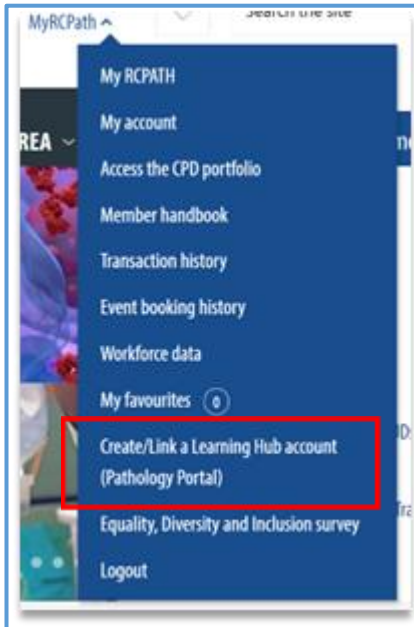 MyRCPath
Search the site
REA
My RCPATH
My account
Access the CPD portfolio
Member handbook
Transaction history
Event booking history
Workforce data
My favourites 0
Create/Link a Learning Hub account
(Pathology Portal)
Equality, Diversity and Inclusion survey
Logout